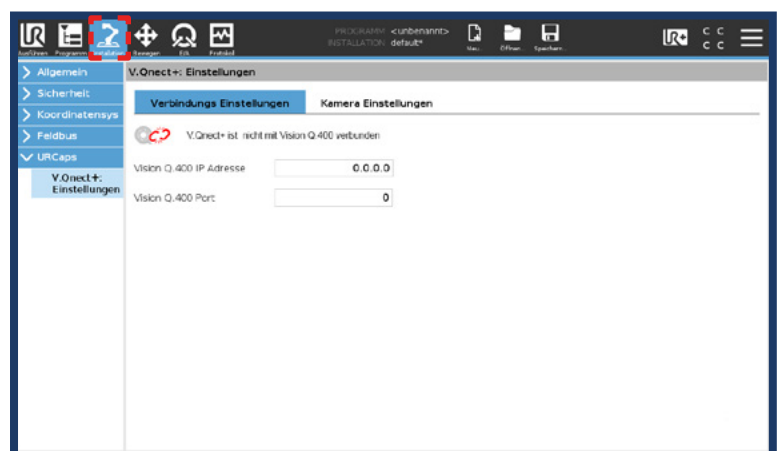 UR
PROGRAMM <unbenannt>
INSTALLATION default*
UR+
C C
C C
Ausführen Programm Installation Bewegen E/A Protokoll
Neu... Öffnen... Speichern...
Allgemein
Sicherheit
Koordinatensys
Feldbus
URCaps
V.Qnect+:
Einstellungen
V.Qnect+: Einstellungen
Verbindungs Einstellungen
Kamera Einstellungen
V.Qnect+ ist nicht mit Vision Q.400 verbunden
Vision Q.400 IP Adresse 0.0.0.0
Vision Q.400 Port 0